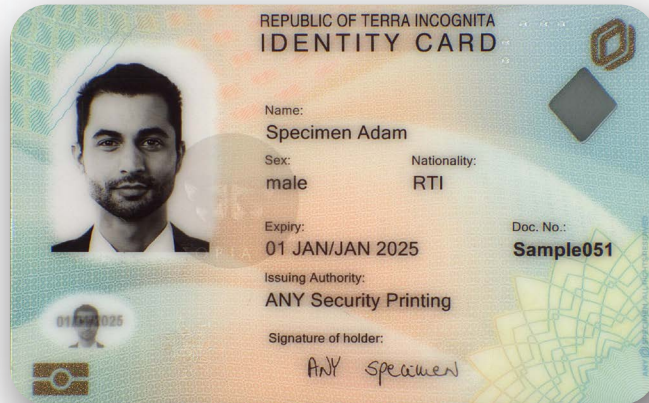 REPUBLIC OF TERRA INCOGNITA
IDENTITY CARD
Name:
Specimen Adam
Sex: Nationality:
male RTI
Expiry: Doc. No.:
01 JAN/JAN 2025 Sample051
Issuing Authority:
ANY Security Printing
Signature of holder:
ANY specimen